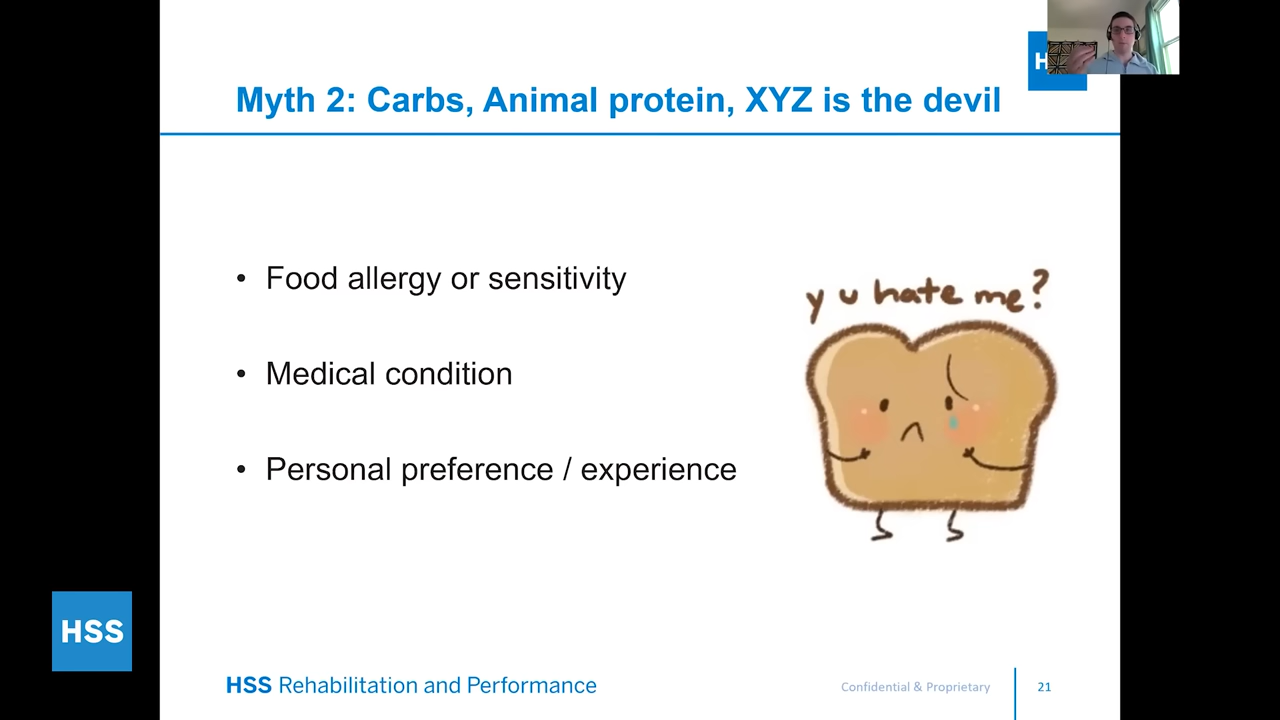 Myth 2: Carbs, Animal protein, XYZ is the devil
• Food allergy or sensitivity
• Medical condition
• Personal preference / experience
y u hate me?
HSS
HSS Rehabilitation and Performance
Confidential & Proprietary
21